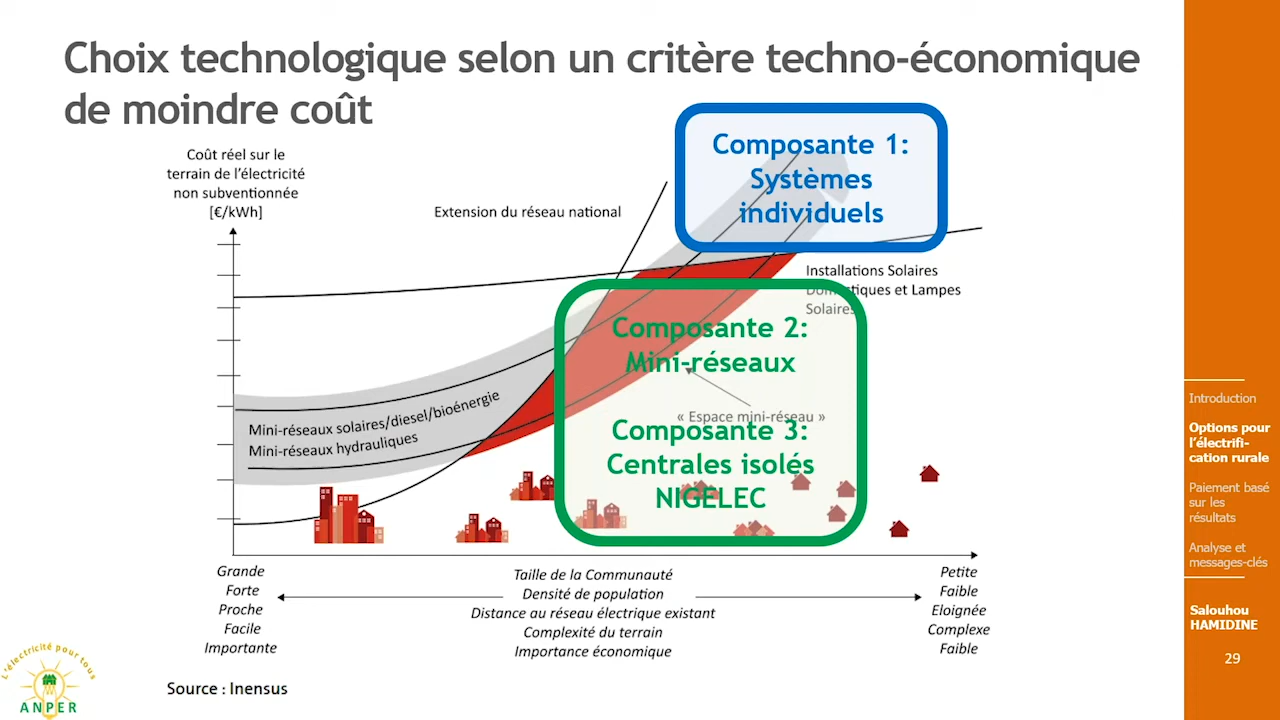 Choix technologique selon un critère techno-économique
de moindre coût
Coût réel sur le
terrain de l’électricité
non subventionnée
[€/kWh]
Extension du réseau national
Composante 1:
Systèmes
individuels
Installations Solaires
Domestiques et Lampes
Solaires
Composante 2:
Mini-réseaux
« Espace mini-réseau »
Composante 3:
Centrales isolés
NIGELEC
Mini-réseaux solaires/diesel/bioénergie
Mini-réseaux hydrauliques
Grande
Forte
Proche
Facile
Importante
Taille de la Communauté
Densité de population
Distance au réseau électrique existant
Complexité du terrain
Importance économique
Petite
Faible
Eloignée
Complexe
Faible
Source : Inensus
L'électricité pour tous
ANPER
Introduction
Options pour
l’électrifi-
cation rurale
Paiement basé
sur les
résultats
Analyse et
messages-clés
Salouhou
HAMIDINE
29